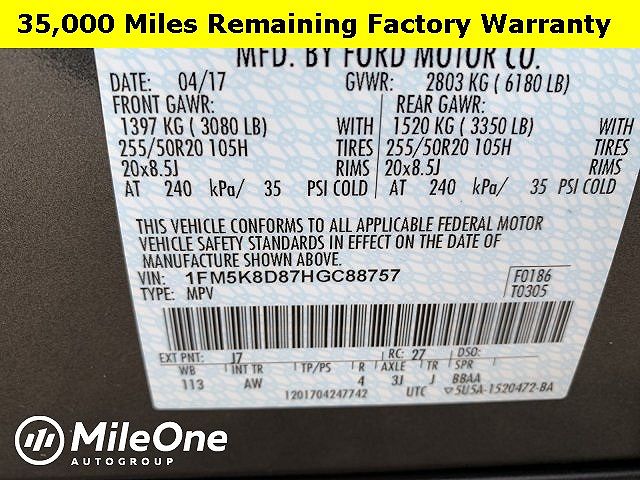 35,000 Miles Remaining Factory Warranty
MFD. BY FORD MOTOR CO.
DATE: 04/17 GVWR: 2803 KG ( 6180 LB)
FRONT GAWR: REAR GAWR:
1397 KG ( 3080 LB) WITH 1520 KG ( 3350 LB) WITH
255/50R20 105H TIRES 255/50R20 105H TIRES
20x8.5J RIMS 20x8.5J RIMS
AT 240 kPa/ 35 PSI COLD AT 240 kPa/ 35 PSI COLD
THIS VEHICLE CONFORMS TO ALL APPLICABLE FEDERAL MOTOR
VEHICLE SAFETY STANDARDS IN EFFECT ON THE DATE OF
MANUFACTURE SHOWN ABOVE.
VIN: 1FM5K8D87HGC88757 F0186
TYPE: MPV T0305
EXT PNT: J7 RC: 27 DSO:
WB INT TR TP/PS R AXLE TR SPR
113 AW 4 3J J BBAA
1201704247742 UTC 5U5A-1520472-BA
MileOne
AUTOGROUP